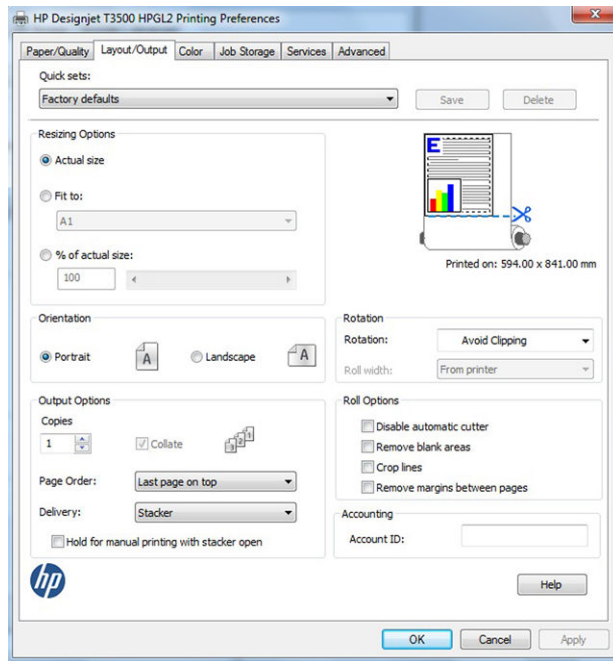 HP Designjet T3500 HPGL2 Printing Preferences
Paper/Quality Layout/Output Color Job Storage Services Advanced
Quick sets:
Factory defaults Save Delete
Resizing Options
Actual size
Fit to:
A1
% of actual size:
100
E
Printed on: 594.00 x 841.00 mm
Orientation
Portrait A Landscape A
Rotation
Rotation: Avoid Clipping
Roll width: From printer
Output Options
Copies
1 Collate 3 2 1
Page Order: Last page on top
Delivery: Stacker
Hold for manual printing with stacker open
Roll Options
Disable automatic cutter
Remove blank areas
Crop lines
Remove margins between pages
Accounting
Account ID:
hp Help
OK Cancel Apply